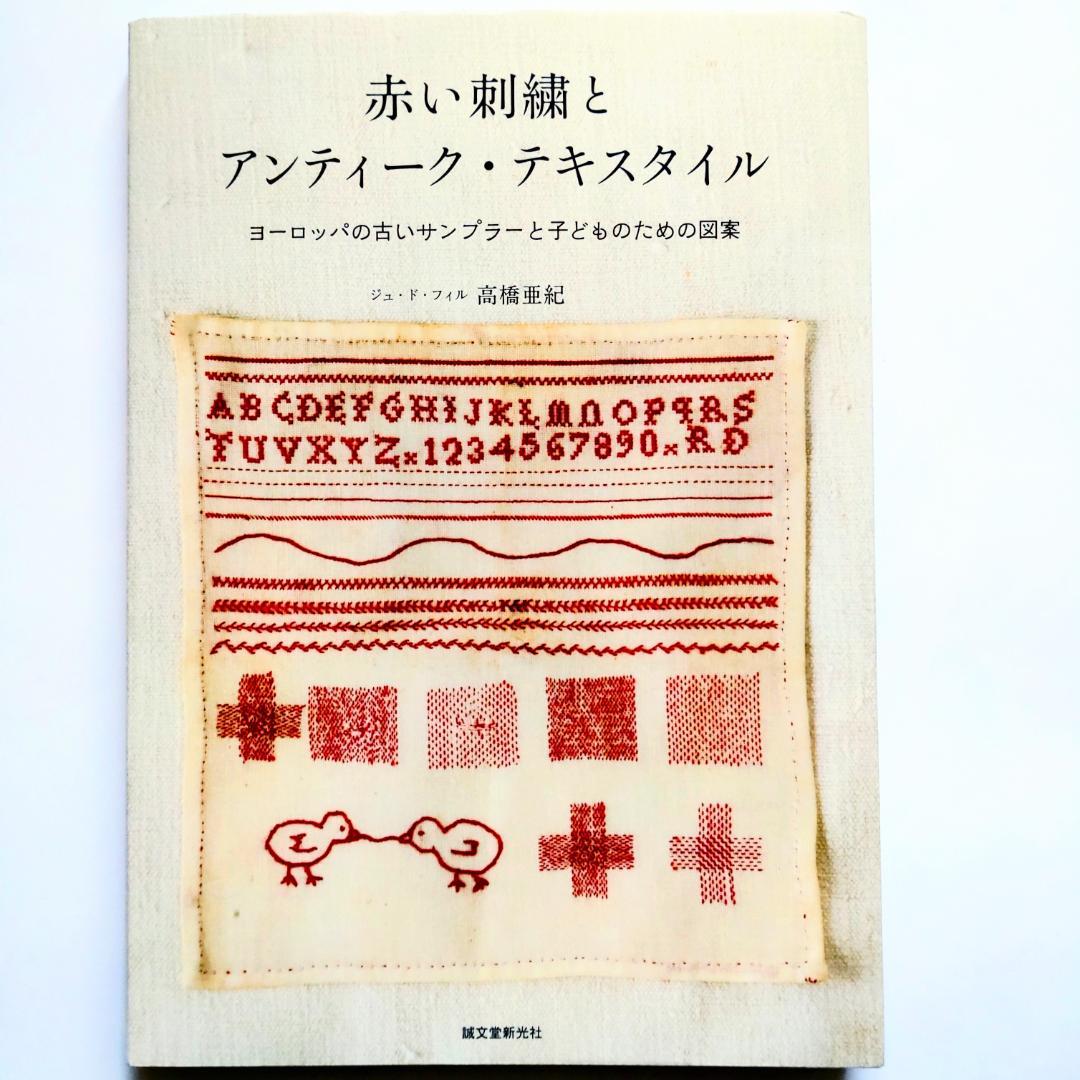 赤い刺繍と
アンティーク・テキスタイル
ヨーロッパの古いサンプラーと子どものための図案
ジュ・ド・フィル 高橋亜紀
ABCDEFGHIJKLMNOPQRS
TUVXYZ×1234567890×RD
誠文堂新光社